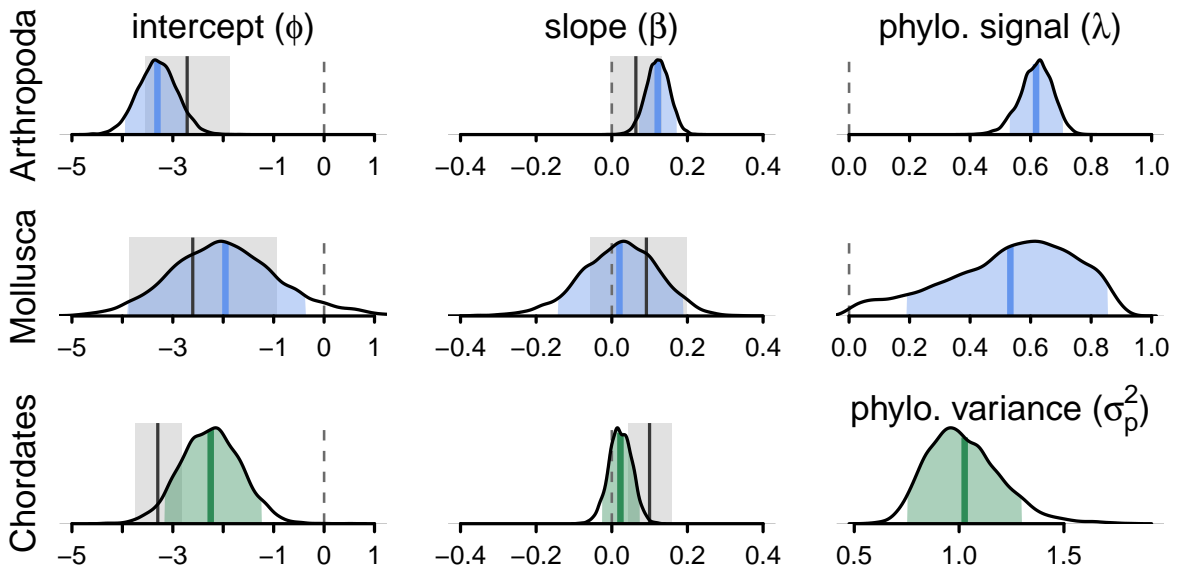 intercept (ϕ) slope (β) phylo. signal (λ)
Arthropoda
−5 −3 −1 0 1
−0.4 −0.2 0.0 0.2 0.4
0.0 0.2 0.4 0.6 0.8 1.0
Mollusca
−5 −3 −1 0 1
−0.4 −0.2 0.0 0.2 0.4
0.0 0.2 0.4 0.6 0.8 1.0
phylo. variance (σ²ₚ)
Chordates
−5 −3 −1 0 1
−0.4 −0.2 0.0 0.2 0.4
0.5 1.0 1.5